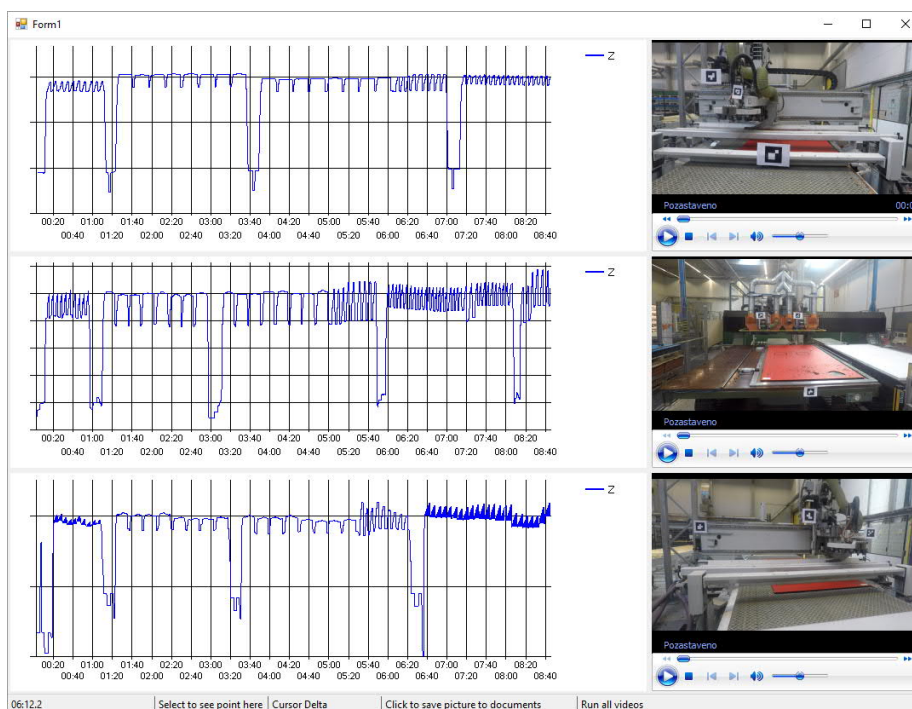 Form1
Z
00:20 01:00 01:40 02:20 03:00 03:40 04:20 05:00 05:40 06:20 07:00 07:40 08:20
00:40 01:20 02:00 02:40 03:20 04:00 04:40 05:20 06:00 06:40 07:20 08:00 08:40
Pozastaveno
Z
00:20 01:00 01:40 02:20 03:00 03:40 04:20 05:00 05:40 06:20 07:00 07:40 08:20
00:40 01:20 02:00 02:40 03:20 04:00 04:40 05:20 06:00 06:40 07:20 08:00 08:40
Pozastaveno
Z
00:20 01:00 01:40 02:20 03:00 03:40 04:20 05:00 05:40 06:20 07:00 07:40 08:20
00:40 01:20 02:00 02:40 03:20 04:00 04:40 05:20 06:00 06:40 07:20 08:00 08:40
Pozastaveno
06:12.2 Select to see point here Cursor Delta Click to save picture to documents Run all videos